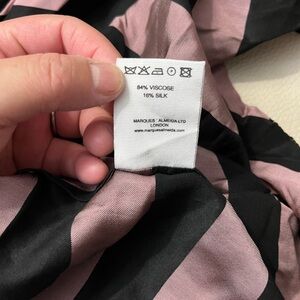 84% VISCOSE
16% SILK
MARQUES ' ALMEIDA LTD
LONDON
www.marquesalmeida.com